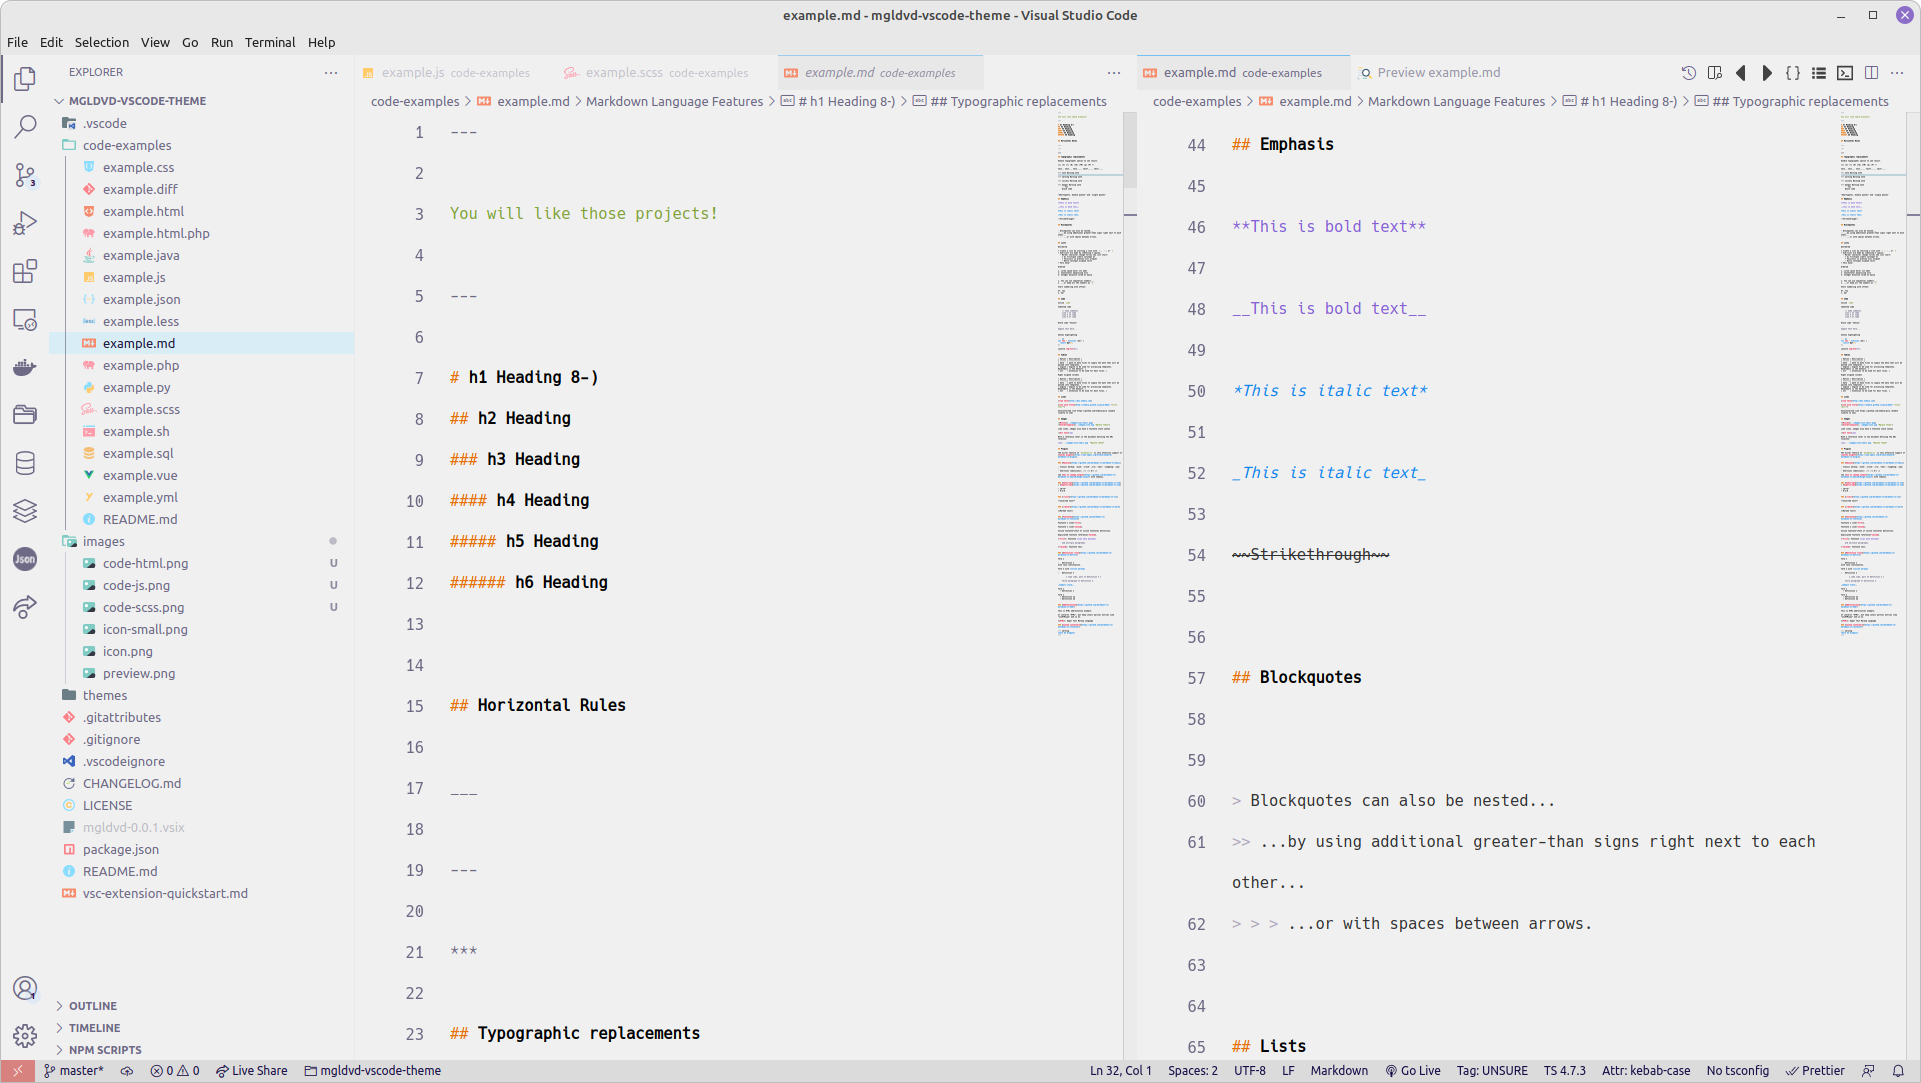 example.md - mgldvd-vscode-theme - Visual Studio Code
File Edit Selection View Go Run Terminal Help
EXPLORER
MGLDVD-VSCODE-THEME
.vscode
code-examples
example.css
example.diff
example.html
example.html.php
example.java
example.js
example.json
example.less
example.md
example.php
example.py
example.scss
example.sh
example.sql
example.vue
example.yml
README.md
images
code-html.png U
code-js.png U
code-scss.png U
icon-small.png
icon.png
preview.png
themes
.gitattributes
.gitignore
.vscodeignore
CHANGELOG.md
LICENSE
mgldvd-0.0.1.vsix
package.json
README.md
vsc-extension-quickstart.md
OUTLINE
TIMELINE
NPM SCRIPTS
3
Json
1
example.js code-examples example.scss code-examples example.md code-examples
code-examples > example.md > Markdown Language Features > # h1 Heading 8-) > ## Typographic replacements
1 ---
2
3 You will like those projects!
4
5 ---
6
7 # h1 Heading 8-)
8 ## h2 Heading
9 ### h3 Heading
10 #### h4 Heading
11 ##### h5 Heading
12 ###### h6 Heading
13
14
15 ## Horizontal Rules
16
17 ___
18
19 ---
20
21 ***
22
23 ## Typographic replacements
example.md code-examples Preview example.md
code-examples > example.md > Markdown Language Features > # h1 Heading 8-) > ## Typographic replacements
44 ## Emphasis
45
46 **This is bold text**
47
48 __This is bold text__
49
50 *This is italic text*
51
52 _This is italic text_
53
54 ~~Strikethrough~~
55
56
57 ## Blockquotes
58
59
60 > Blockquotes can also be nested...
61 >> ...by using additional greater-than signs right next to each
other...
62 > > > ...or with spaces between arrows.
63
64
65 ## Lists
master* 0 0 Live Share mgldvd-vscode-theme Ln 32, Col 1 Spaces: 2 UTF-8 LF Markdown Go Live Tag: UNSURE TS 4.7.3 Attr: kebab-case No tsconfig Prettier